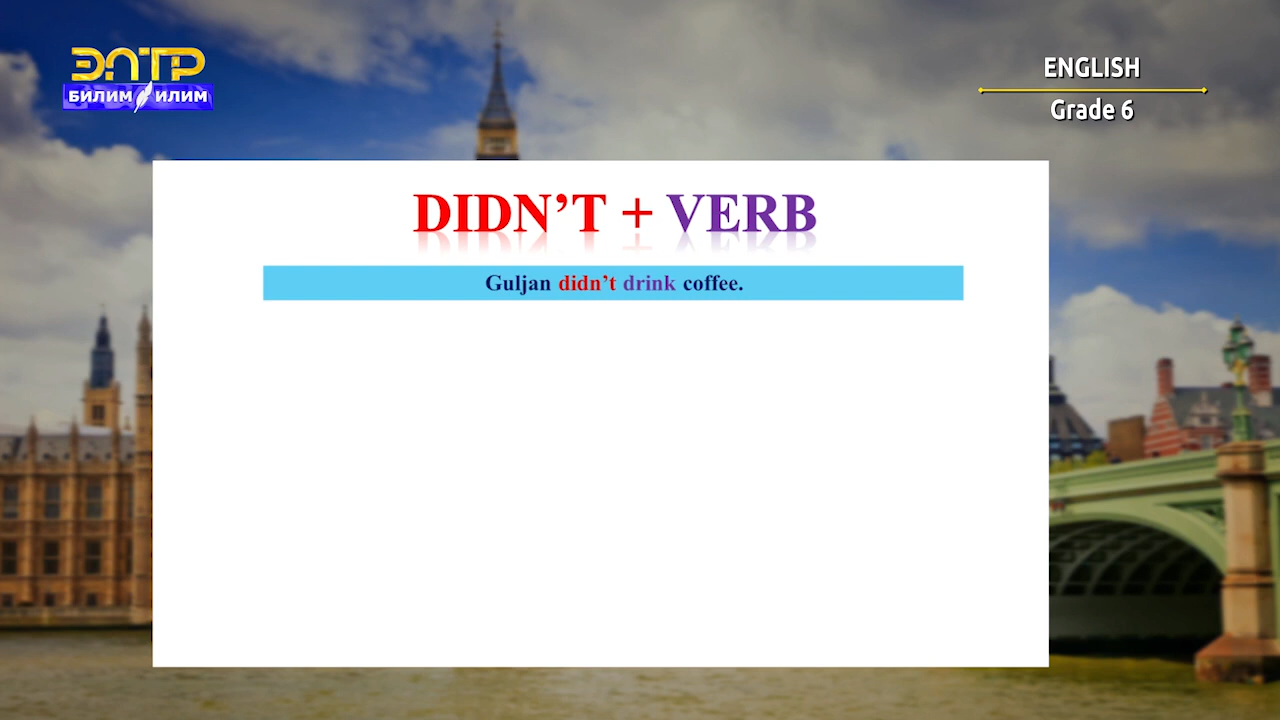 ЭЛТР
БИЛИМ ИЛИМ
ENGLISH
Grade 6
DIDN’T + VERB
Guljan didn’t drink coffee.